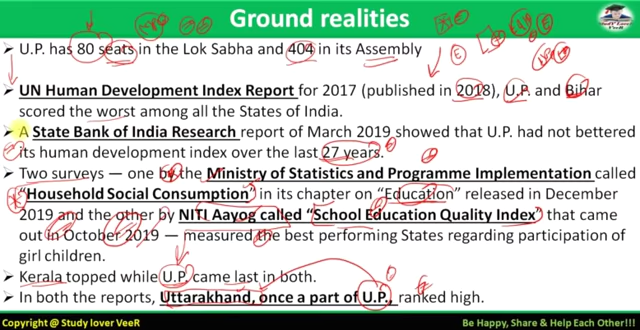 Ground realities
➤ U.P. has 80 seats in the Lok Sabha and 404 in its Assembly
➤ UN Human Development Index Report for 2017 (published in 2018), U.P. and Bihar
scored the worst among all the States of India.
➤ A State Bank of India Research report of March 2019 showed that U.P. had not bettered
its human development index over the last 27 years.
➤ Two surveys — one by the Ministry of Statistics and Programme Implementation called
“Household Social Consumption” in its chapter on “Education” released in December
2019 and the other by NITI Aayog called “School Education Quality Index” that came
out in October 2019 — measured the best performing States regarding participation of
girl children.
➤ Kerala topped while U.P. came last in both.
➤ In both the reports, Uttarakhand, once a part of U.P., ranked high.
Copyright @ Study lover VeeR
Be Happy, Share & Help Each Other!!!